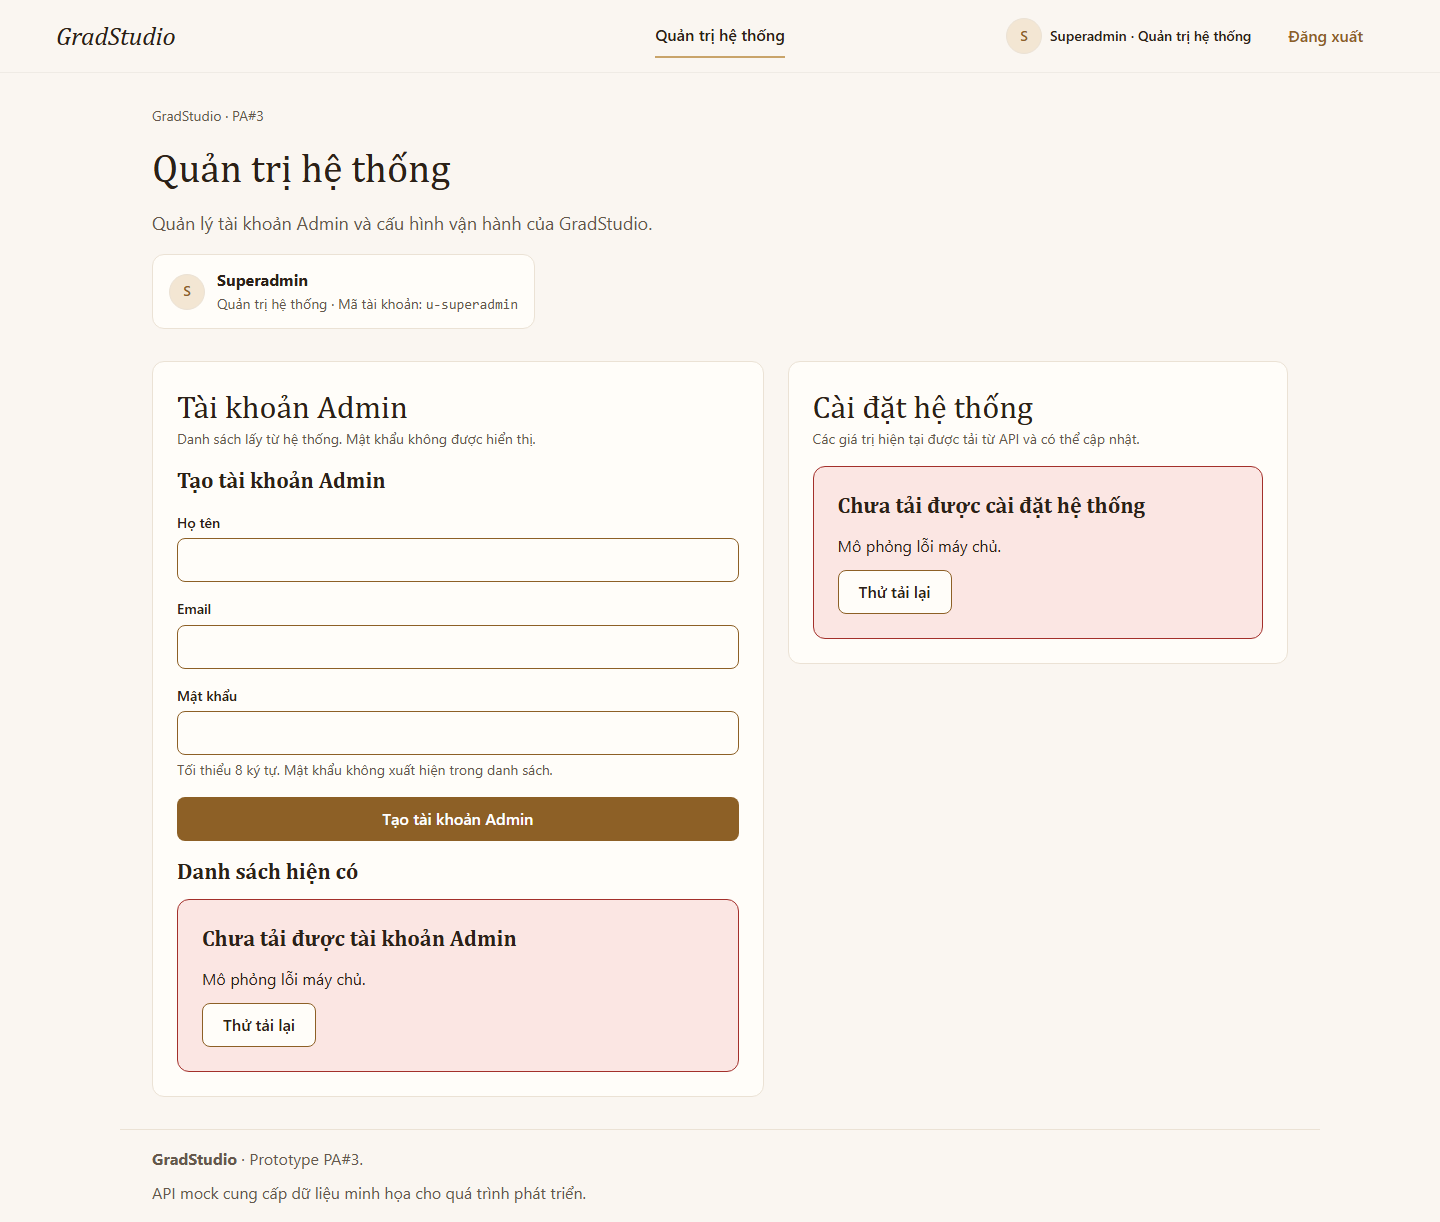 GradStudio
Quản trị hệ thống
S
Superadmin · Quản trị hệ thống
Đăng xuất
GradStudio · PA#3
Quản trị hệ thống
Quản lý tài khoản Admin và cấu hình vận hành của GradStudio.
S
Superadmin
Quản trị hệ thống · Mã tài khoản: u-superadmin
Tài khoản Admin
Danh sách lấy từ hệ thống. Mật khẩu không được hiển thị.
Tạo tài khoản Admin
Họ tên
Email
Mật khẩu
Tối thiểu 8 ký tự. Mật khẩu không xuất hiện trong danh sách.
Tạo tài khoản Admin
Danh sách hiện có
Chưa tải được tài khoản Admin
Mô phỏng lỗi máy chủ.
Thử tải lại
Cài đặt hệ thống
Các giá trị hiện tại được tải từ API và có thể cập nhật.
Chưa tải được cài đặt hệ thống
Mô phỏng lỗi máy chủ.
Thử tải lại
GradStudio · Prototype PA#3.
API mock cung cấp dữ liệu minh họa cho quá trình phát triển.